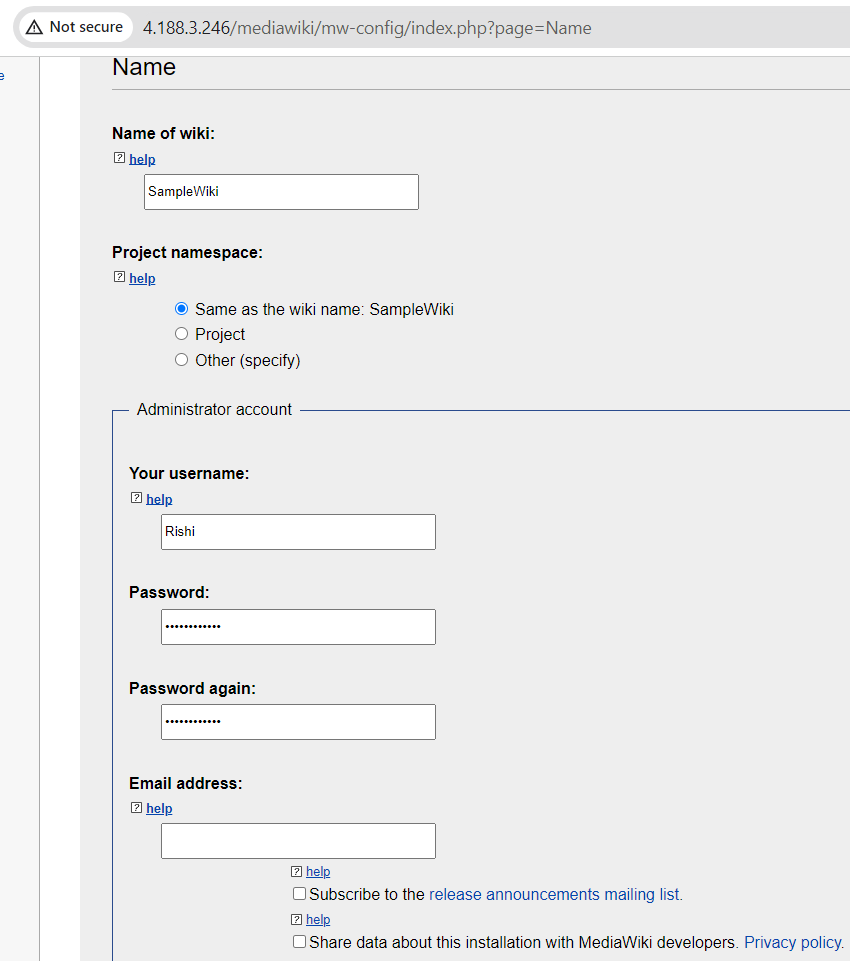 Not secure 4.188.3.246/mediawiki/mw-config/index.php?page=Name
e
Name
Name of wiki:
? help
SampleWiki
Project namespace:
? help
Same as the wiki name: SampleWiki
Project
Other (specify)
Administrator account
Your username:
? help
Rishi
Password:
••••••••••••
Password again:
••••••••••••
Email address:
? help
? help
Subscribe to the release announcements mailing list.
? help
Share data about this installation with MediaWiki developers. Privacy policy.